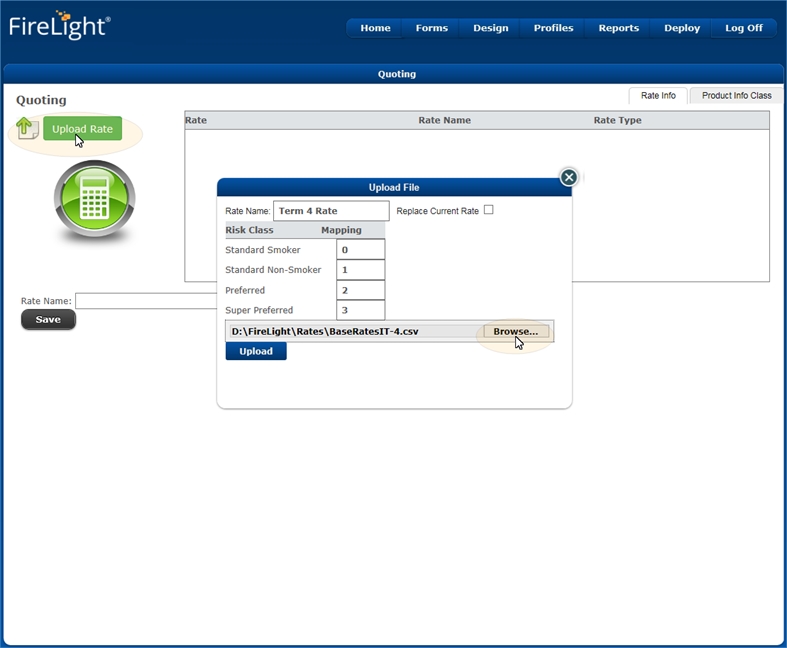 FireLight®
Home Forms Design Profiles Reports Deploy Log Off
Quoting
Quoting
Rate Info Product Info Class
Upload Rate
Rate Rate Name Rate Type
Upload File
Rate Name: Term 4 Rate Replace Current Rate
Risk Class Mapping
Standard Smoker 0
Standard Non-Smoker 1
Preferred 2
Super Preferred 3
D:\FireLight\Rates\BaseRatesIT-4.csv Browse...
Upload
Rate Name:
Save